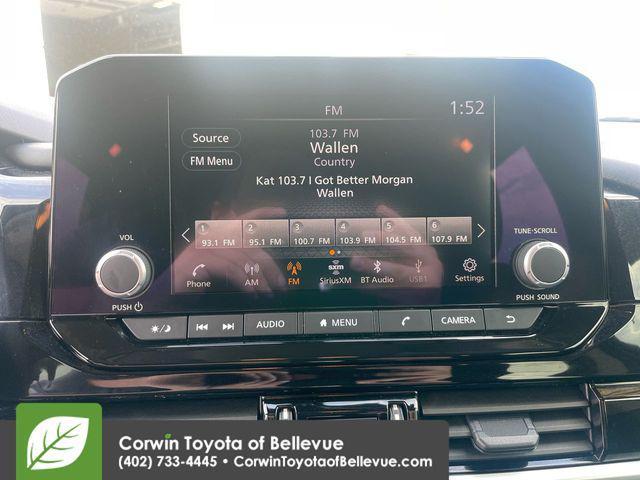 FM
1:52
Source
FM Menu
103.7 FM
Wallen
Country
Kat 103.7 I Got Better Morgan
Wallen
1 2 3 4 5 6
93.1 FM 95.1 FM 100.7 FM 103.9 FM 104.5 FM 107.9 FM
VOL
TUNE·SCROLL
Phone AM FM sxm SiriusXM BT Audio USB1 Settings
PUSH
PUSH SOUND
AUDIO MENU CAMERA
Corwin Toyota of Bellevue
(402) 733-4445 • CorwinToyotaofBellevue.com